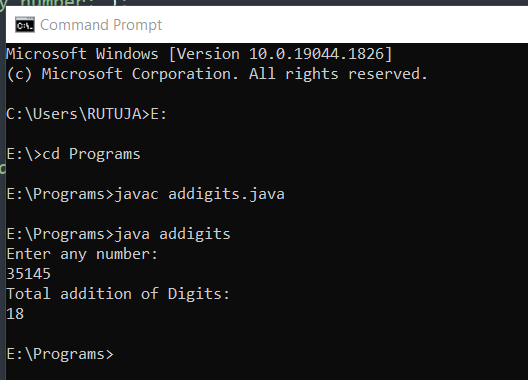 y number: ");
Command Prompt
Microsoft Windows [Version 10.0.19044.1826]
(c) Microsoft Corporation. All rights reserved.
C:\Users\RUTUJA>E:
E:\>cd Programs
E:\Programs>javac addigits.java
E:\Programs>java addigits
Enter any number:
35145
Total addition of Digits:
18
E:\Programs>